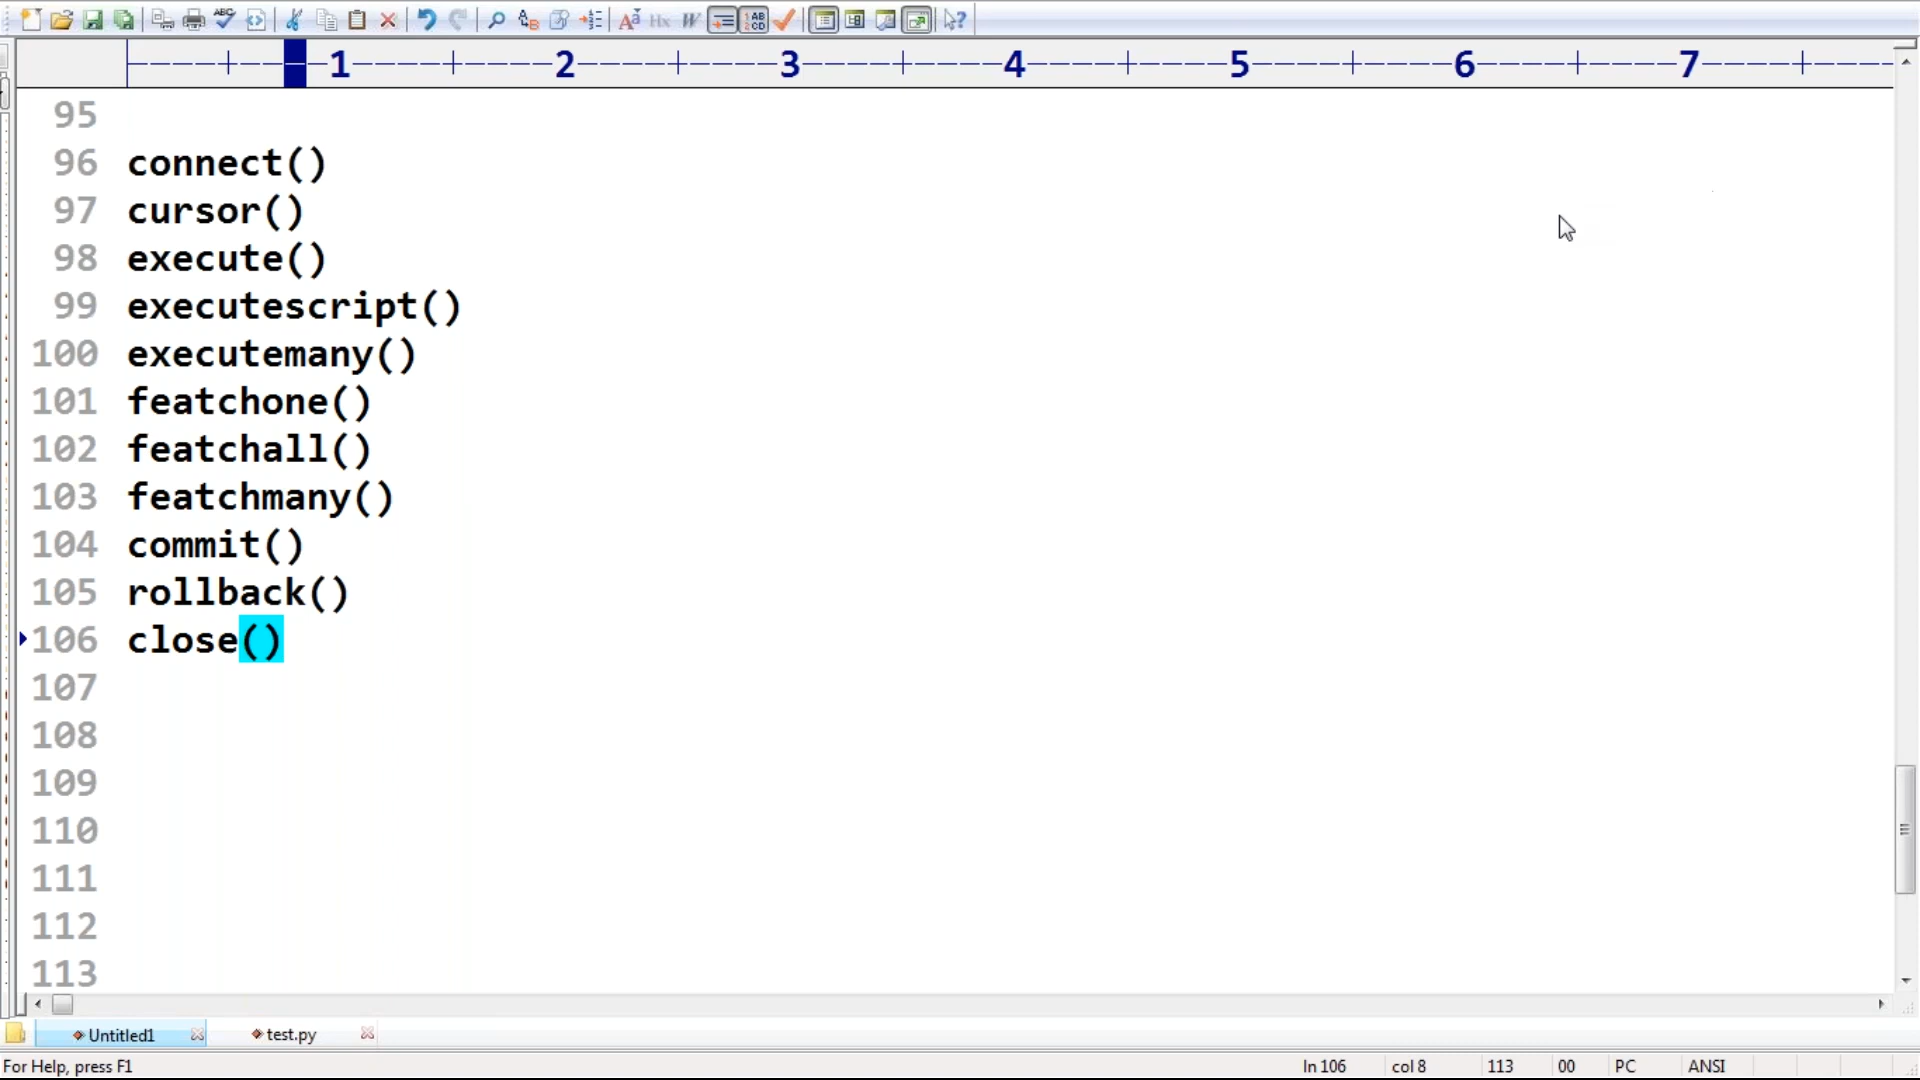 1 2 3 4 5 6 7
95
96 connect()
97 cursor()
98 execute()
99 executescript()
100 executemany()
101 featchone()
102 featchall()
103 featchmany()
104 commit()
105 rollback()
106 close()
107
108
109
110
111
112
113
Untitled1 test.py
For Help, press F1 ln 106 col 8 113 00 PC ANSI